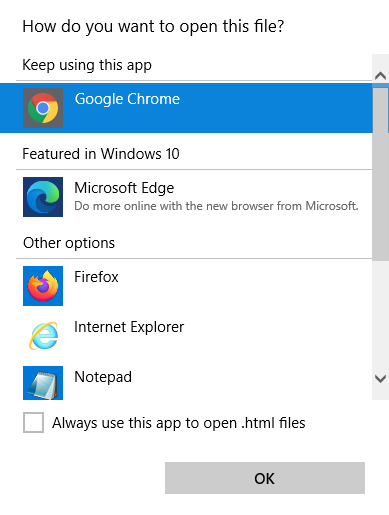 How do you want to open this file?
Keep using this app
Google Chrome
Featured in Windows 10
Microsoft Edge
Do more online with the new browser from Microsoft.
Other options
Firefox
Internet Explorer
Notepad
Always use this app to open .html files
OK